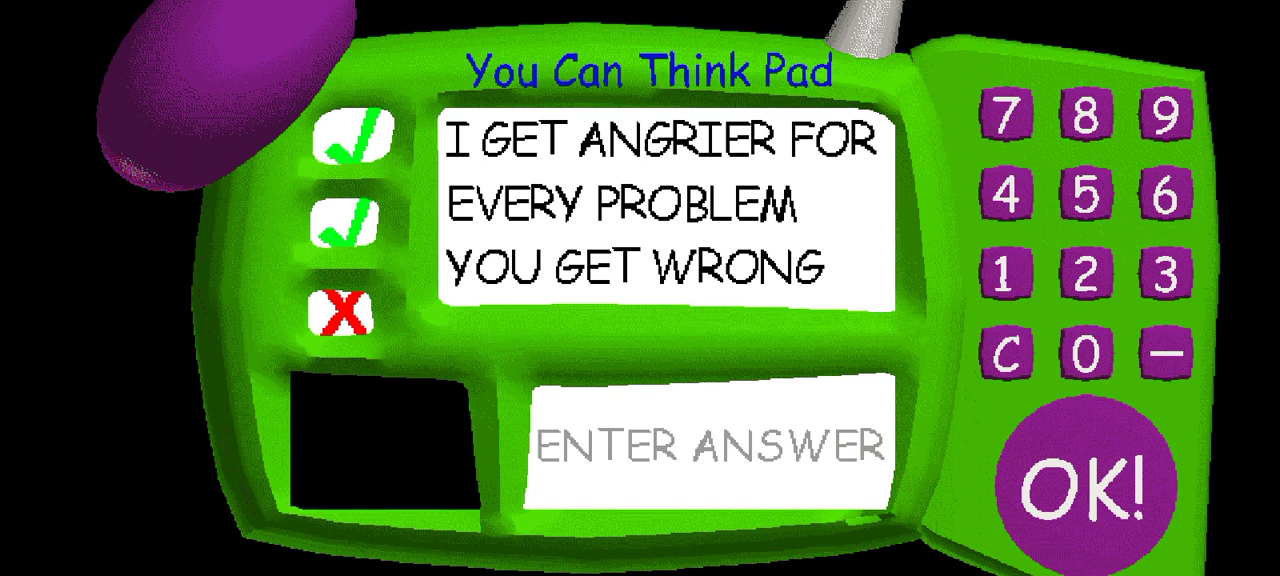 You Can Think Pad
I GET ANGRIER FOR
EVERY PROBLEM
YOU GET WRONG
ENTER ANSWER
7 8 9
4 5 6
1 2 3
C 0 —
OK!